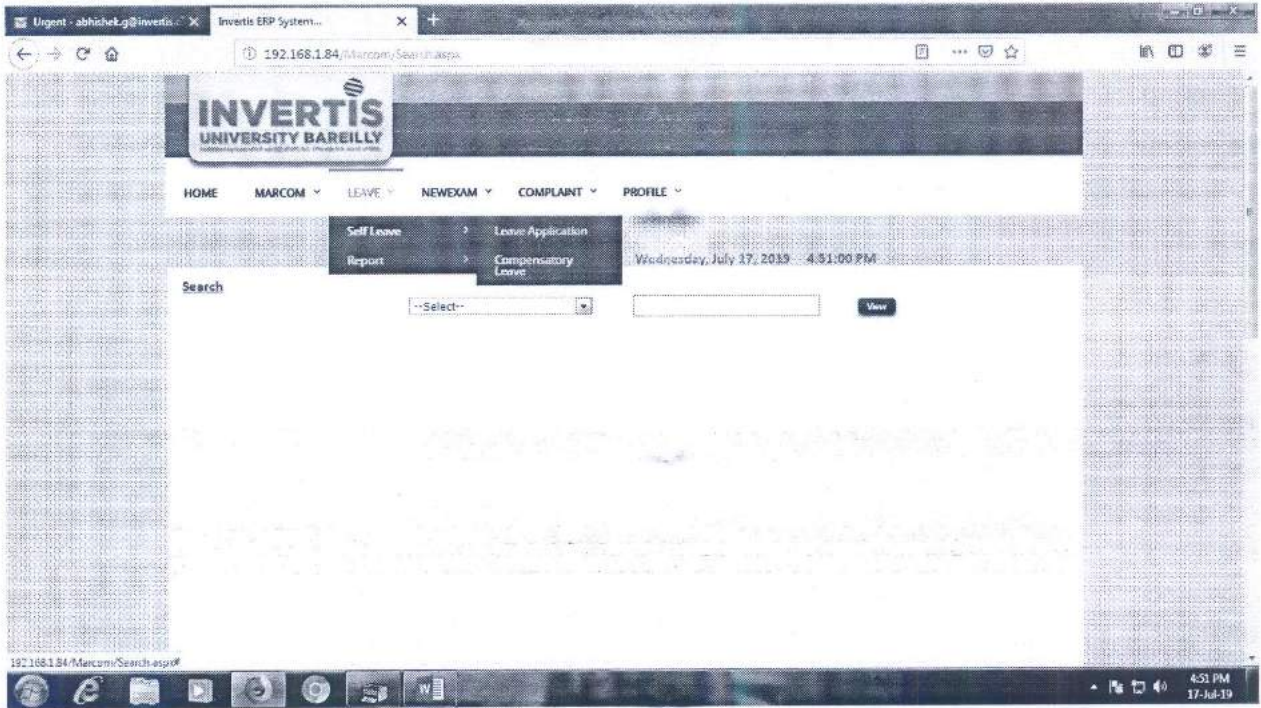 Urgent - abhishek.g@invertis.c
Invertis ERP System...
192.168.1.84/Marcom/Search.aspx
INVERTIS
UNIVERSITY BAREILLY
HOME MARCOM LEAVE NEWEXAM COMPLAINT PROFILE
Self Leave Leave Application
Report Compensatory Leave
Wednesday, July 17, 2019 4:51:00 PM
Search
--Select-- View
192.168.1.84/Marcom/Search.aspx#
4:51 PM
17-Jul-19